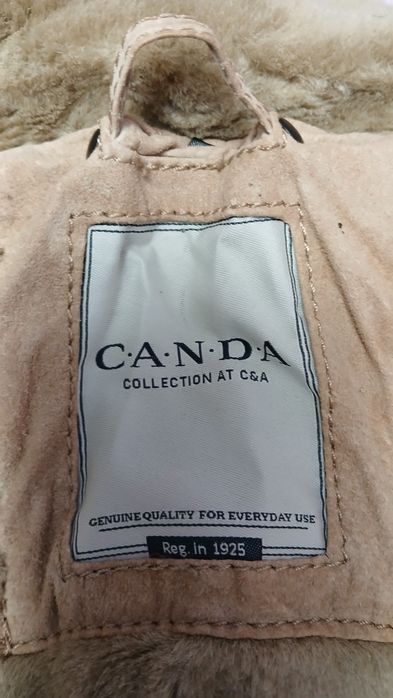 C·A·N·D·A
COLLECTION AT C&A
GENUINE QUALITY FOR EVERYDAY USE
Reg. in 1925